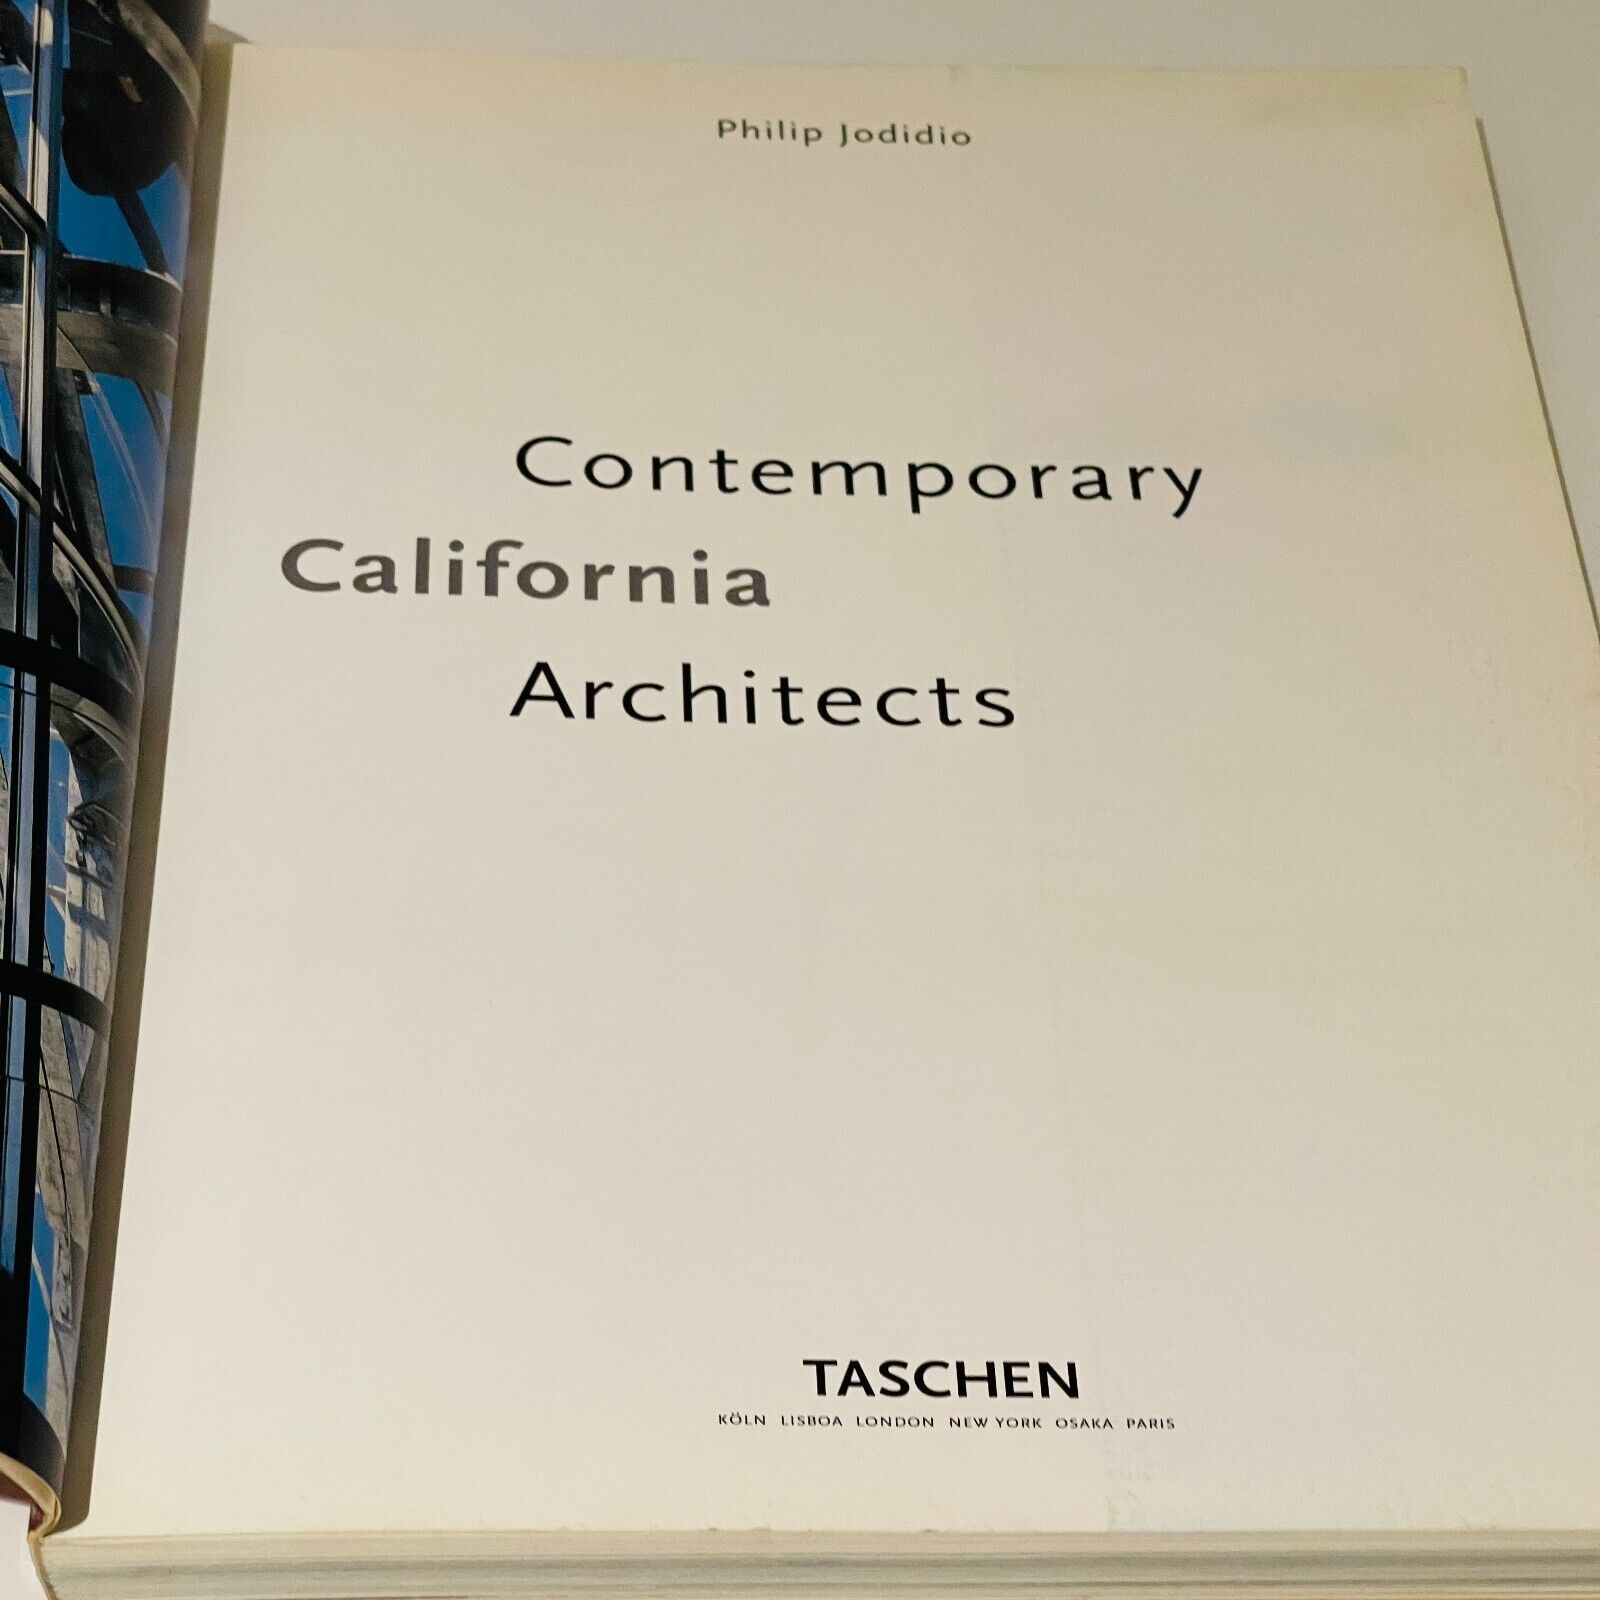 Philip Jodidio
Contemporary
California
Architects
TASCHEN
KÖLN LISBOA LONDON NEW YORK OSAKA PARIS